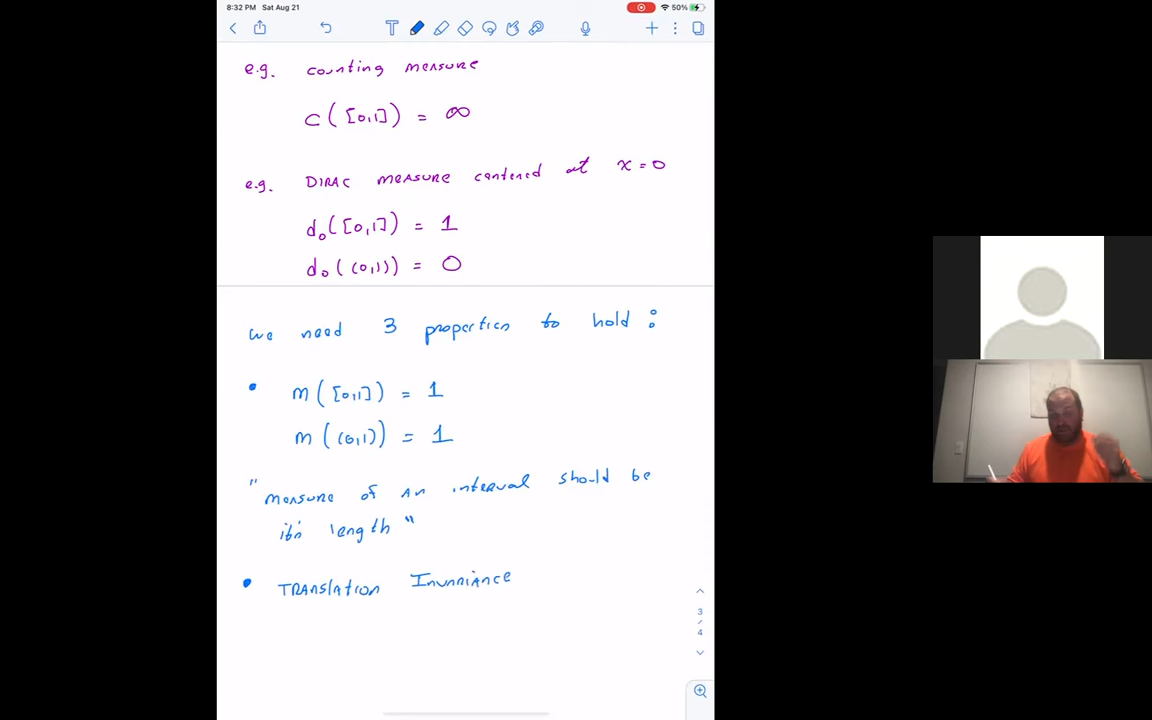 8:32 PM Sat Aug 21
50%
e.g. counting measure
c([0,1]) = ∞
e.g. DIRAC measure centered at x=0
d₀([0,1]) = 1
d₀((0,1)) = 0
we need 3 properties to hold:
• m([0,1]) = 1
m((0,1)) = 1
"measure of an interval should be
it's length"
• TRANSlation Invariance
3
/
4